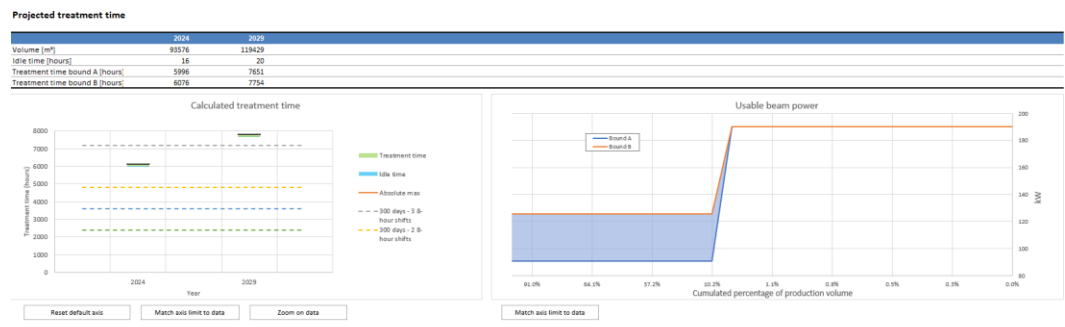 Projected treatment time
2024 2029
Volume [m³] 93576 119429
Idle time [hours] 16 20
Treatment time bound A [hours] 5996 7651
Treatment time bound B [hours] 6076 7754
Calculated treatment time
8000
7000
6000
5000
4000
3000
2000
1000
0
Treatment time (hours)
2024 2029
Year
Treatment time
Idle time
Absolute max
300 days - 3 8-
hour shifts
300 days - 2 8-
hour shifts
Reset default axis
Match axis limit to data
Zoom on data
Usable beam power
Bound A
Bound B
200
180
160
140
120
100
80
kW
91.0% 57.2% 10.2% 1.1% 0.8% 0.5% 0.3% 0.0%
Cumulated percentage of production volume
Match axis limit to data